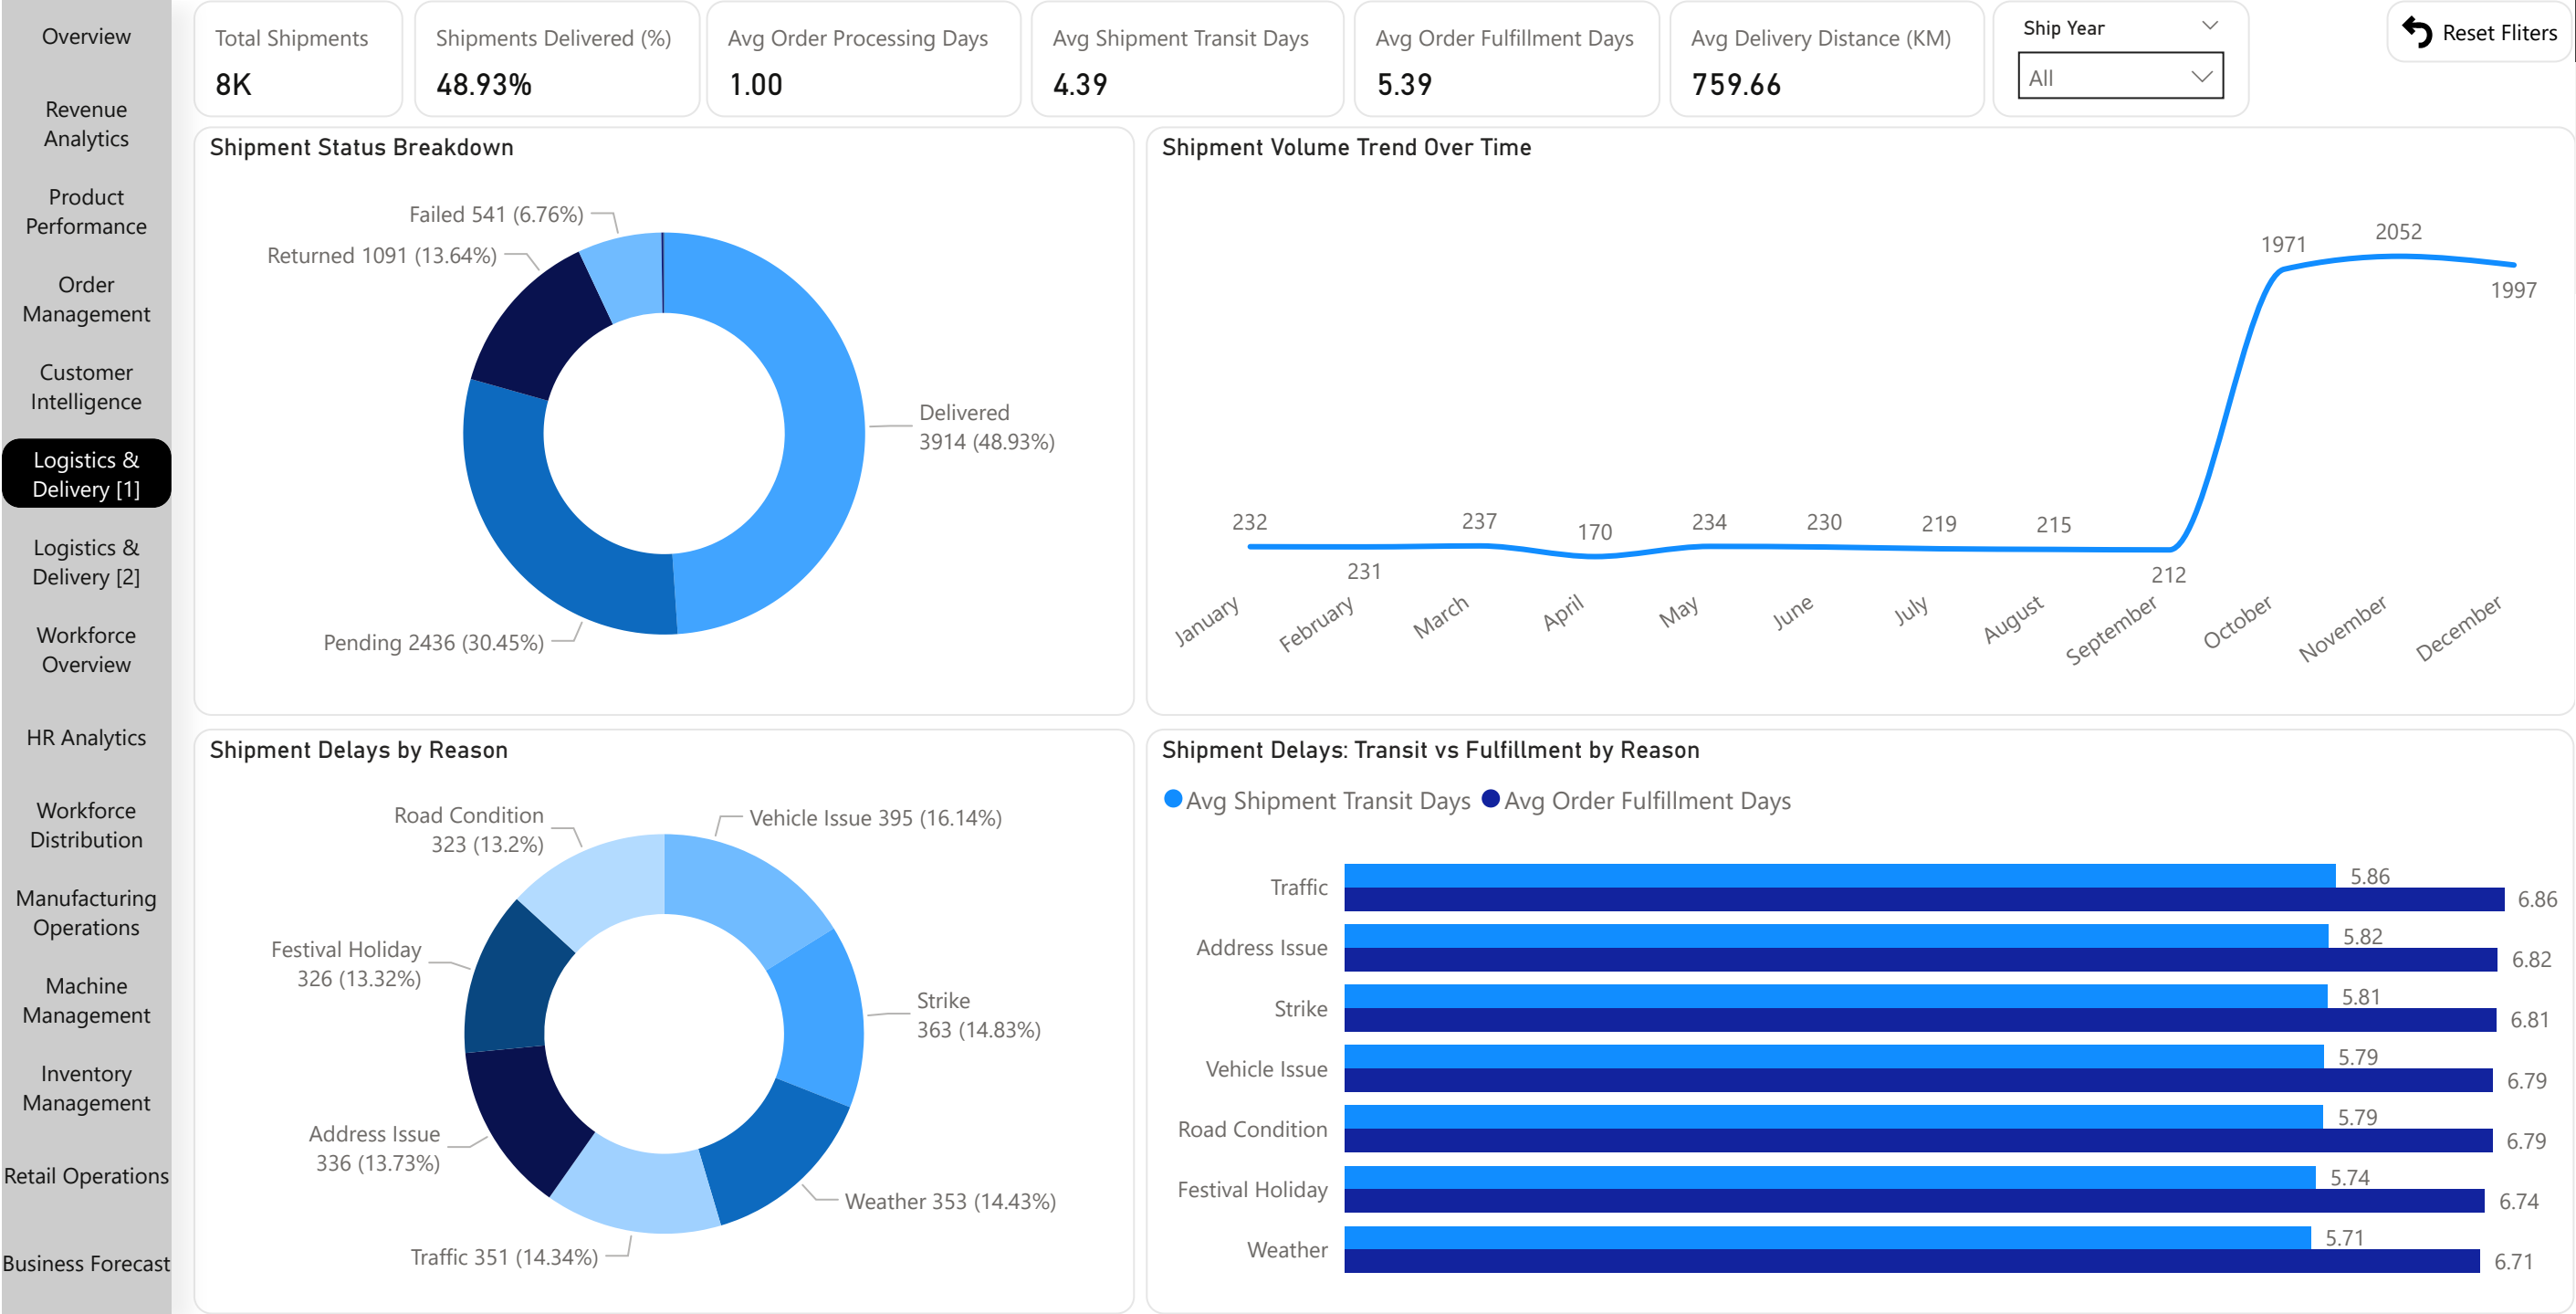 Overview
Revenue
Analytics
Product
Performance
Order
Management
Customer
Intelligence
Logistics &
Delivery [1]
Logistics &
Delivery [2]
Workforce
Overview
HR Analytics
Workforce
Distribution
Manufacturing
Operations
Machine
Management
Inventory
Management
Retail Operations
Business Forecast
Total Shipments
8K
Shipments Delivered (%)
48.93%
Avg Order Processing Days
1.00
Avg Shipment Transit Days
4.39
Avg Order Fulfillment Days
5.39
Avg Delivery Distance (KM)
759.66
Ship Year
All
Reset Fliters
Shipment Status Breakdown
Failed 541 (6.76%)
Returned 1091 (13.64%)
Delivered
3914 (48.93%)
Pending 2436 (30.45%)
Shipment Volume Trend Over Time
232
231
237
170
234
230
219
215
212
1971
2052
1997
January
February
March
April
May
June
July
August
September
October
November
December
Shipment Delays by Reason
Road Condition
323 (13.2%)
Vehicle Issue 395 (16.14%)
Festival Holiday
326 (13.32%)
Strike
363 (14.83%)
Address Issue
336 (13.73%)
Weather 353 (14.43%)
Traffic 351 (14.34%)
Shipment Delays: Transit vs Fulfillment by Reason
Avg Shipment Transit Days Avg Order Fulfillment Days
Traffic
5.86
6.86
Address Issue
5.82
6.82
Strike
5.81
6.81
Vehicle Issue
5.79
6.79
Road Condition
5.79
6.79
Festival Holiday
5.74
6.74
Weather
5.71
6.71